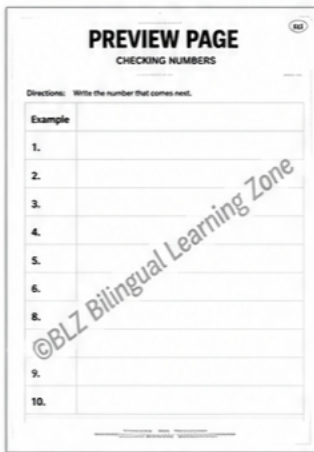 BLZ
PREVIEW PAGE
CHECKING NUMBERS
Directions: Write the number that comes next.
Example
1.
2.
3.
4.
5.
6.
8.
9.
10.
©BLZ Bilingual Learning Zone